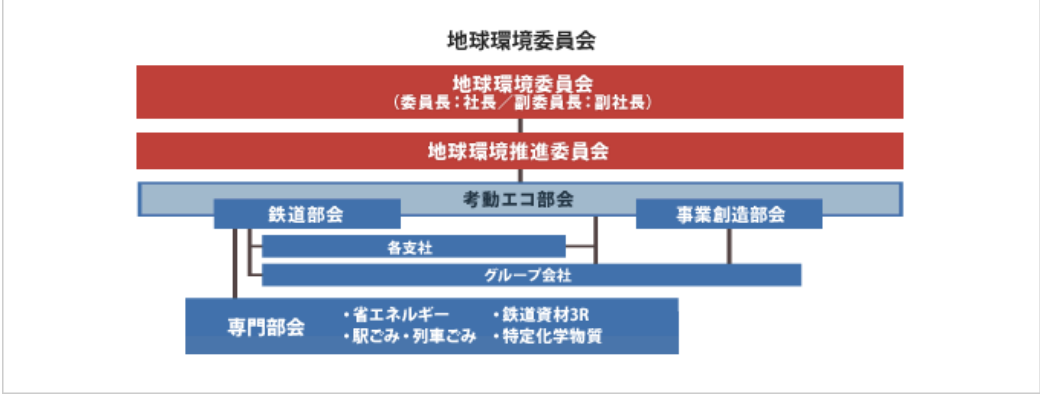 地球環境委員会
地球環境委員会
（委員長：社長／副委員長：副社長）
地球環境推進委員会
考動エコ部会
鉄道部会
事業創造部会
各支社
グループ会社
専門部会
・省エネルギー
・鉄道資材3R
・駅ごみ・列車ごみ
・特定化学物質